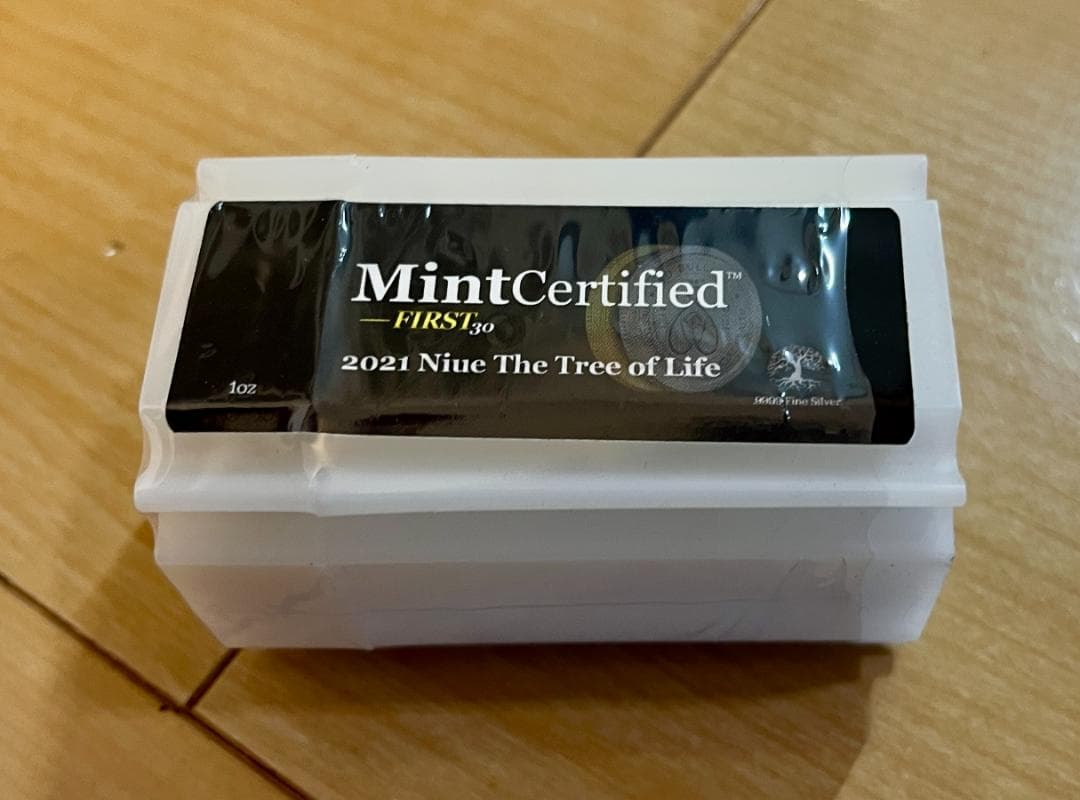 MintCertified™
—FIRST30
2021 Niue The Tree of Life
1oz
.9999 Fine Silver